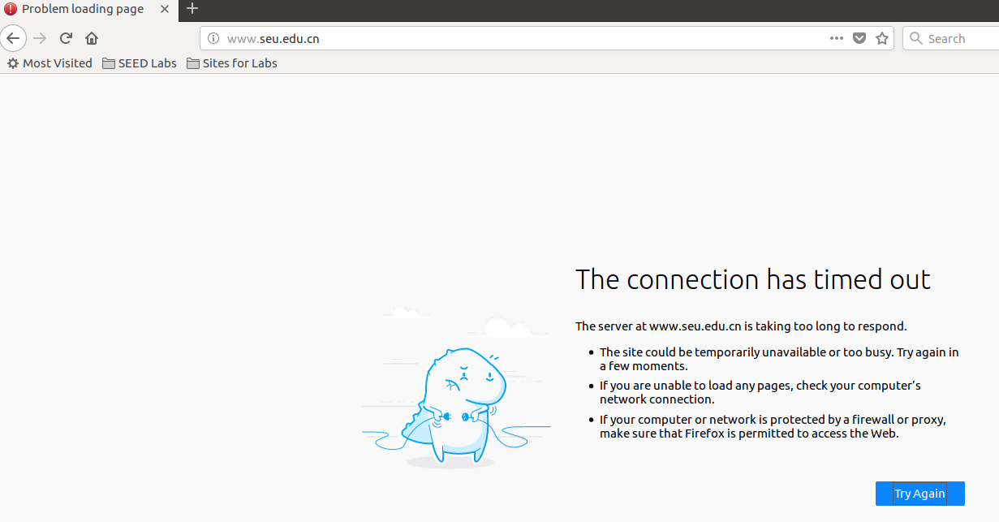 Problem loading page
www.seu.edu.cn
Search
Most Visited SEED Labs Sites for Labs
The connection has timed out
The server at www.seu.edu.cn is taking too long to respond.
The site could be temporarily unavailable or too busy. Try again in
a few moments.
If you are unable to load any pages, check your computer’s
network connection.
If your computer or network is protected by a firewall or proxy,
make sure that Firefox is permitted to access the Web.
Try Again